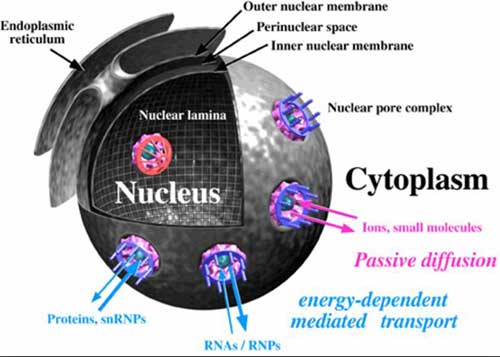 Outer nuclear membrane
Endoplasmic
reticulum
Perinuclear space
Inner nuclear membrane
Nuclear lamina
Nuclear pore complex
Nucleus
Cytoplasm
Ions, small molecules
Passive diffusion
energy-dependent
mediated transport
Proteins, snRNPs
RNAs / RNPs